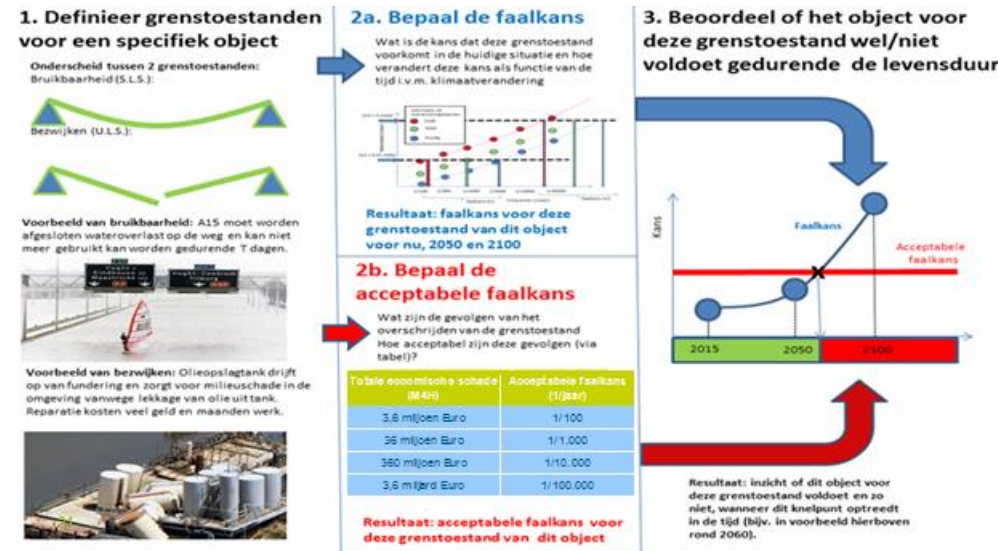 1. Definieer grenstoestanden
voor een specifiek object
Onderscheid tussen 2 grenstoestanden:
Bruikbaarheid (S.L.S.):
Bezwijken (U.L.S.):
Voorbeeld van bruikbaarheid: A15 moet worden
afgesloten wateroverlast op de weg en kan niet
meer gebruikt kan worden gedurende T dagen.
Voorbeeld van bezwijken: Olieopslagtank drijft
op van fundering en zorgt voor milieuschade in de
omgeving vanwege lekkage van olie uit tank.
Reparatie kosten veel geld en maanden werk.
2a. Bepaal de faalkans
Wat is de kans dat deze grenstoestand
voorkomt in de huidige situatie en hoe
verandert deze kans als functie van de
tijd i.v.m. klimaatverandering
Resultaat: faalkans voor deze
grenstoestand van dit object
voor nu, 2050 en 2100
2b. Bepaal de
acceptabele faalkans
Wat zijn de gevolgen van het
overschrijden van de grenstoestand
Hoe acceptabel zijn deze gevolgen (via
tabel)?
Totale economische schade Acceptabele faalkans
(M4H) (1/jaar)
3,6 miljoen Euro 1/100
36 miljoen Euro 1/1.000
360 miljoen Euro 1/10.000
3,6 miljard Euro 1/100.000
Resultaat: acceptabele faalkans voor
deze grenstoestand van dit object
3. Beoordeel of het object voor
deze grenstoestand wel/niet
voldoet gedurende de levensduur
Kans
Faalkans
Acceptabele
faalkans
2015 2050 2100
Resultaat: inzicht of dit object voor
deze grenstoestand voldoet en zo
niet, wanneer dit knelpunt optreedt
in de tijd (bijv. in voorbeeld hierboven
rond 2060).